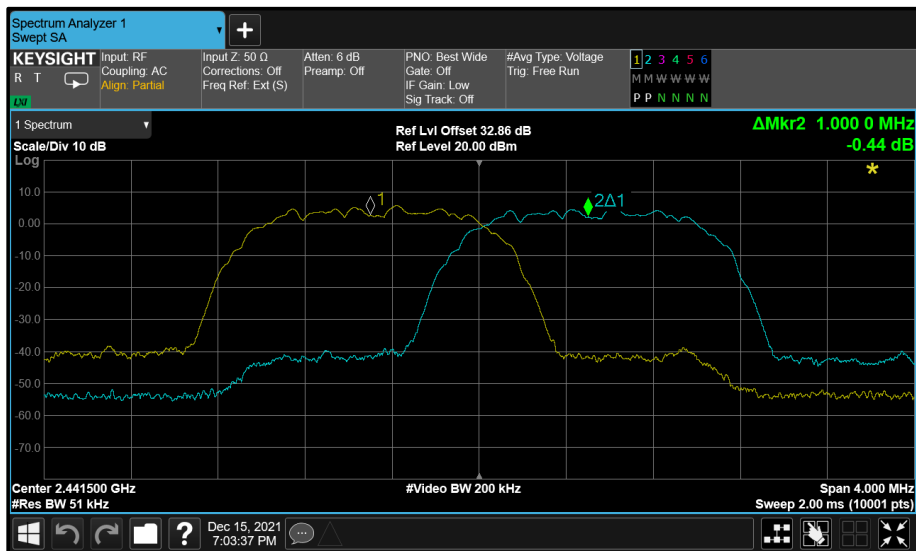 Spectrum Analyzer 1
Swept SA
▼
+
KEYSIGHT
R T
LXI
Input: RF
Coupling: AC
Align: Partial
Input Z: 50 Ω
Corrections: Off
Freq Ref: Ext (S)
Atten: 6 dB
Preamp: Off
PNO: Best Wide
Gate: Off
IF Gain: Low
Sig Track: Off
#Avg Type: Voltage
Trig: Free Run
1 2 3 4 5 6
M M W W W W
P P N N N N
1 Spectrum ▼
Scale/Div 10 dB
Ref Lvl Offset 32.86 dB
Ref Level 20.00 dBm
ΔMkr2 1.000 0 MHz
-0.44 dB
*
Log
10.0
0.00
-10.0
-20.0
-30.0
-40.0
-50.0
-60.0
-70.0
1
2Δ1
Center 2.441500 GHz
#Res BW 51 kHz
#Video BW 200 kHz
Span 4.000 MHz
Sweep 2.00 ms (10001 pts)
?
Dec 15, 2021
7:03:37 PM